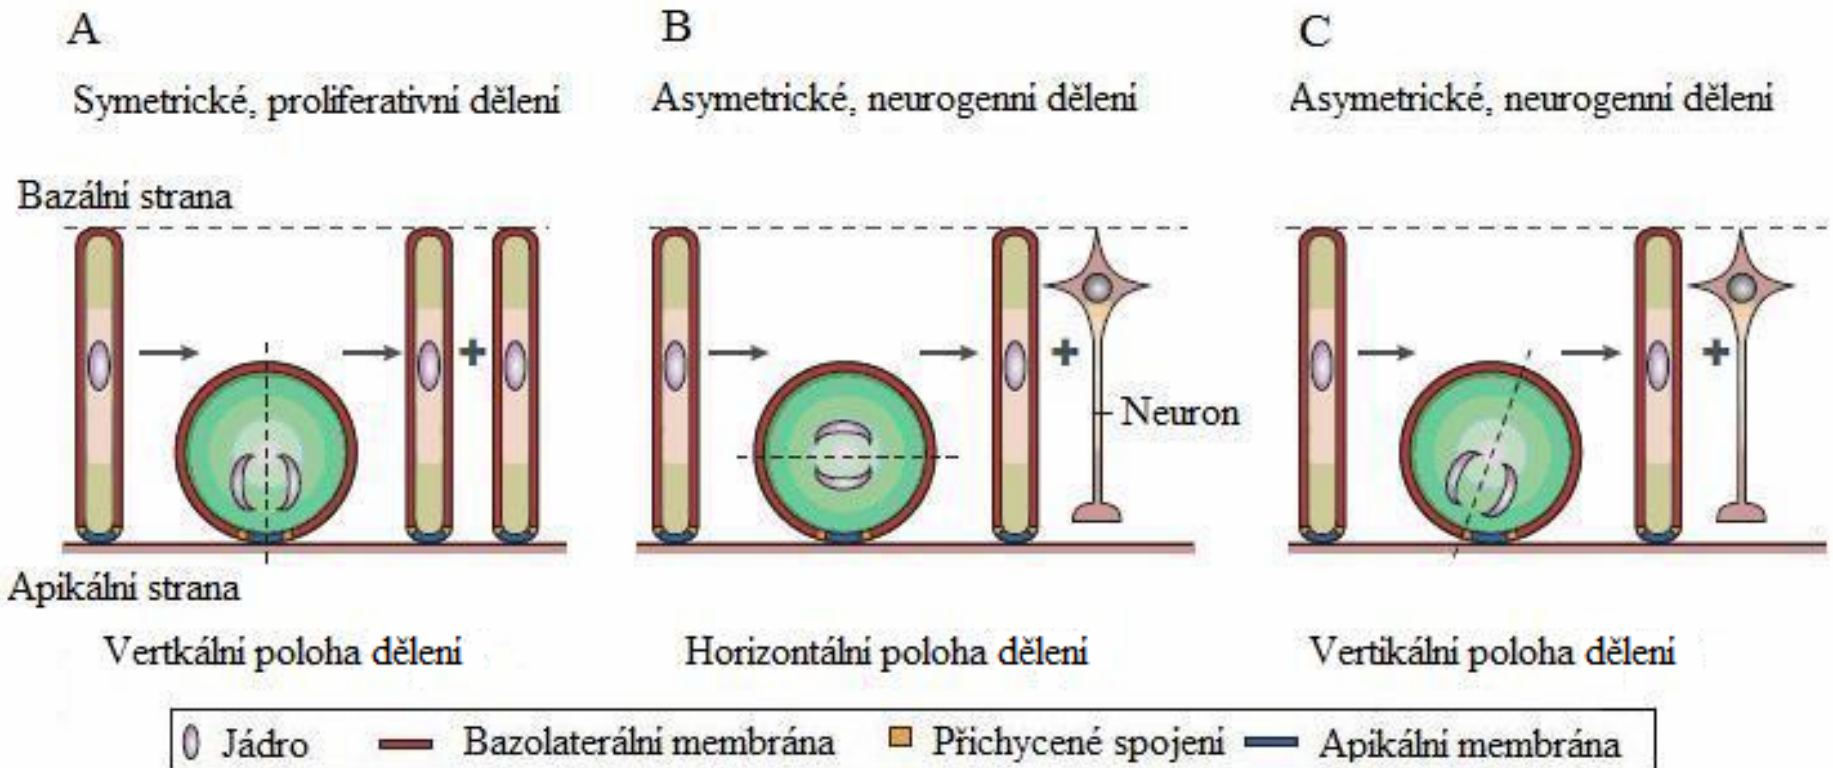 A
B
C
Symetrické, proliferativní dělení
Asymetrické, neurogenní dělení
Asymetrické, neurogenní dělení
Bazální strana
Neuron
Apikální strana
Vertkální poloha dělení
Horizontální poloha dělení
Vertikální poloha dělení
Jádro
Bazolaterální membrána
Přichycené spojení
Apikální membrána